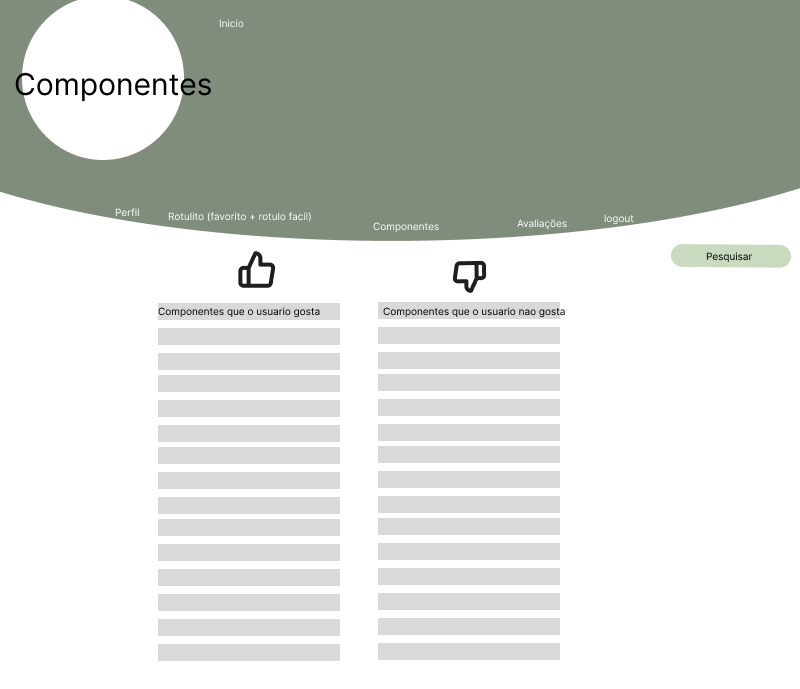 Inicio
Componentes
Perfil
Rotulito (favorito + rotulo facil)
Componentes
Avaliações
logout
Pesquisar
Componentes que o usuario gosta
Componentes que o usuario nao gosta